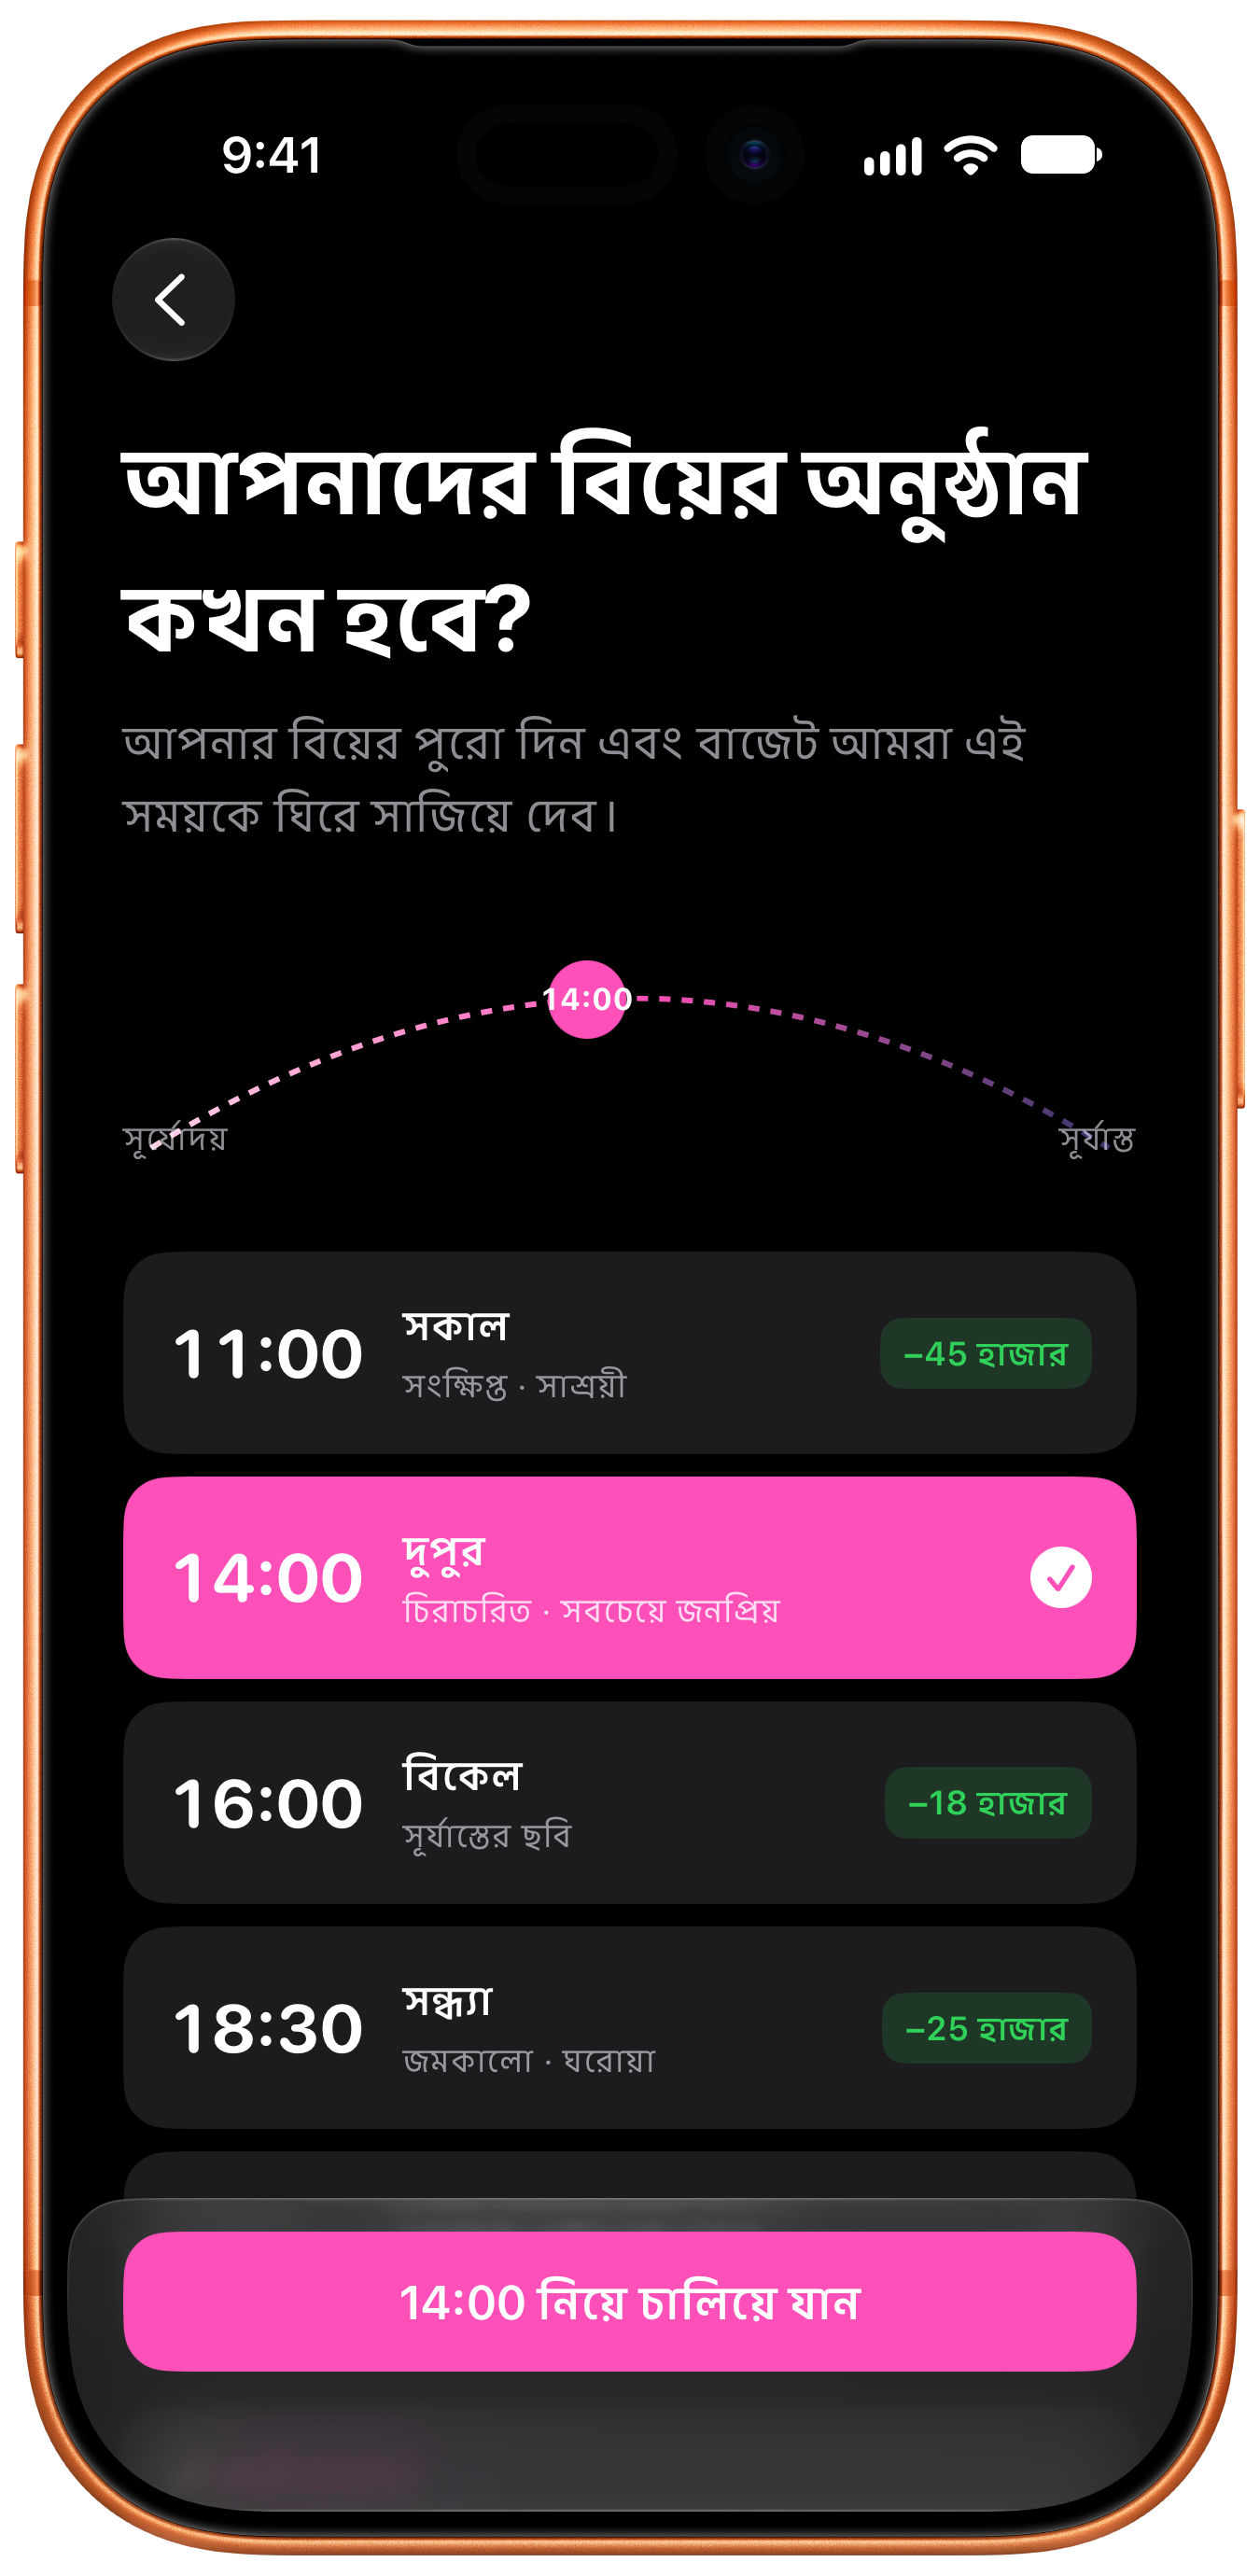 9:41
আপনাদের বিয়ের অনুষ্ঠান
কখন হবে?
আপনার বিয়ের পুরো দিন এবং বাজেট আমরা এই
সময়কে ঘিরে সাজিয়ে দেব।
14:00
সূর্যোদয়
সূর্যাস্ত
11:00
সকাল
সংক্ষিপ্ত · সাশ্রয়ী
−45 হাজার
14:00
দুপুর
চিরাচরিত · সবচেয়ে জনপ্রিয়
16:00
বিকেল
সূর্যাস্তের ছবি
−18 হাজার
18:30
সন্ধ্যা
জমকালো · ঘরোয়া
−25 হাজার
14:00 নিয়ে চালিয়ে যান